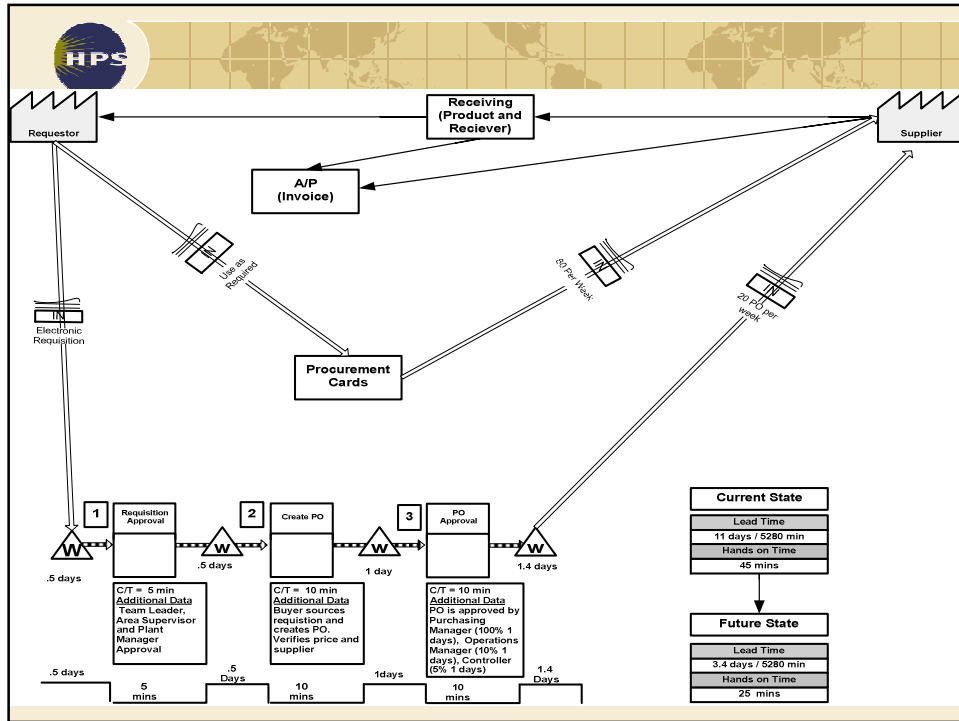 HPS
Receiving
(Product and
Reciever)
Requestor
Supplier
A/P
(Invoice)
IN
Use as
Required
IN
80 Per Week
IN
20 PO per
week
IN
Electronic
Requisition
Procurement
Cards
1
Requisition
Approval
2
Create PO
3
PO
Approval
W
W
W
W
.5 days
.5 days
1 day
1.4 days
C/T = 5 min
Additional Data
Team Leader,
Area Supervisor
and Plant
Manager
Approval
C/T = 10 min
Additional Data
Buyer sources
requistion and
creates PO.
Verifies price and
supplier
C/T = 10 min
Additional Data
PO is approved by
Purchasing
Manager (100% 1
days), Operations
Manager (10% 1
days), Controller
(5% 1 days)
.5 days
5
mins
.5
Days
10
mins
1days
10
mins
1.4
Days
Current State
Lead Time
11 days / 5280 min
Hands on Time
45 mins
Future State
Lead Time
3.4 days / 5280 min
Hands on Time
25 mins